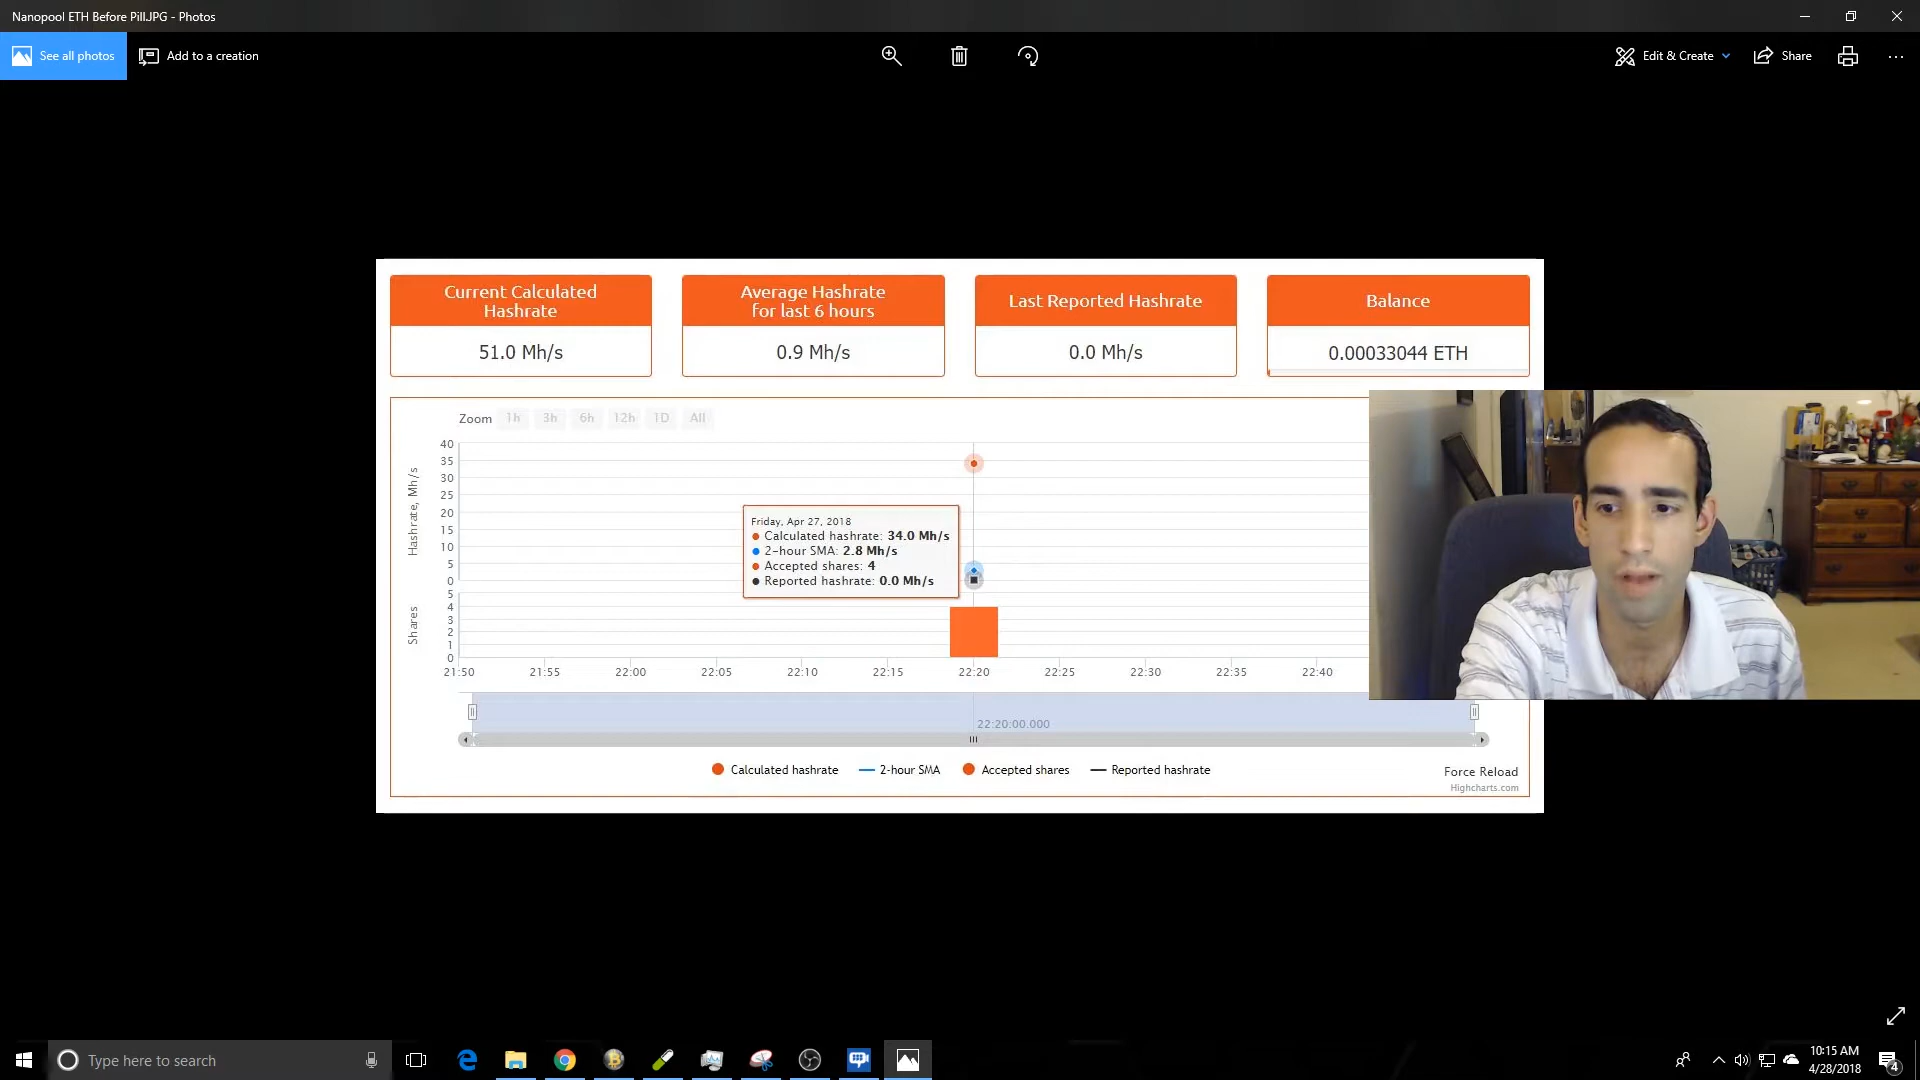 Nanopool ETH Before Pill.JPG - Photos
See all photos
Add to a creation
Edit & Create
Share
Current Calculated
Hashrate
51.0 Mh/s
Average Hashrate
for last 6 hours
0.9 Mh/s
Last Reported Hashrate
0.0 Mh/s
Balance
0.00033044 ETH
Zoom 1h 3h 6h 12h 1D All
Hashrate, Mh/s
40
35
30
25
20
15
10
5
0
Friday, Apr 27, 2018
Calculated hashrate: 34.0 Mh/s
2-hour SMA: 2.8 Mh/s
Accepted shares: 4
Reported hashrate: 0.0 Mh/s
Shares
5
4
3
2
1
0
21:50 21:55 22:00 22:05 22:10 22:15 22:20 22:25 22:30 22:35 22:40
22:20:00.000
Calculated hashrate 2-hour SMA Accepted shares Reported hashrate
Force Reload
Highcharts.com
Type here to search
10:15 AM
4/28/2018
4